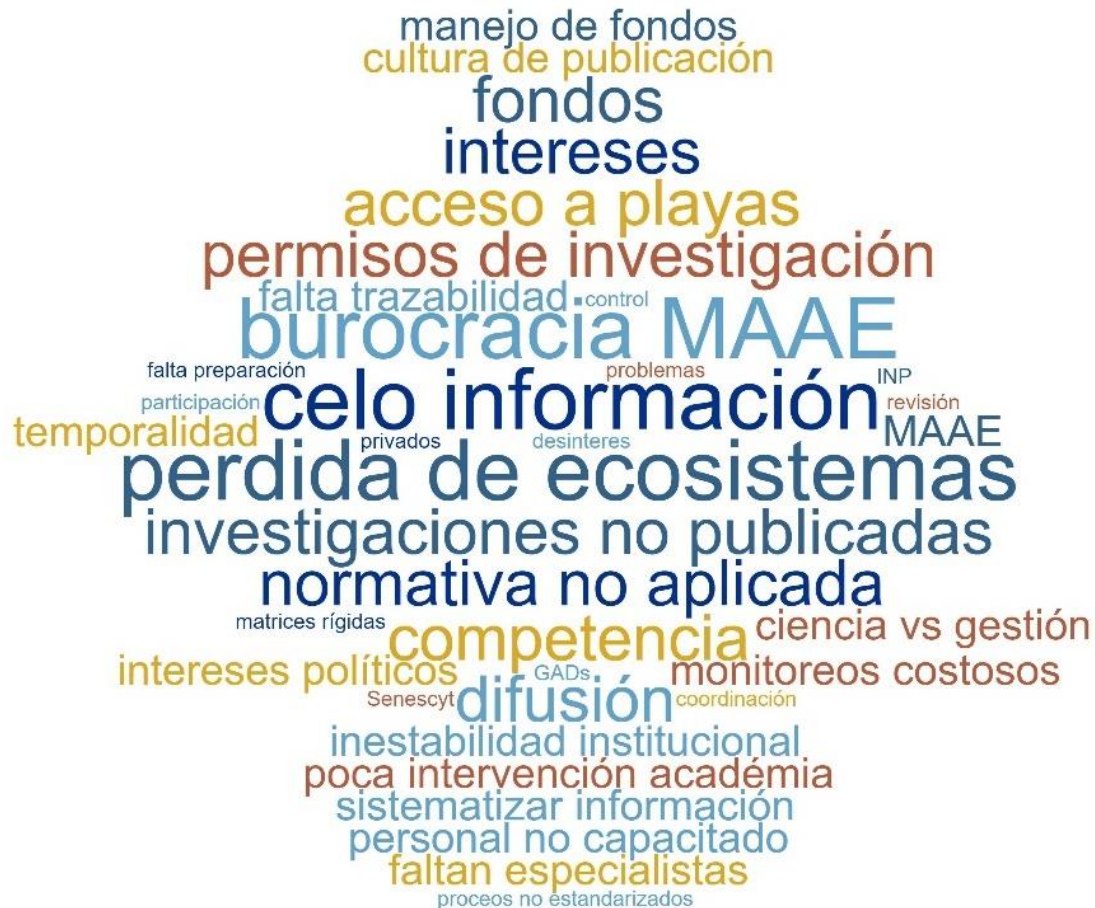 manejo de fondos
cultura de publicación
fondos
intereses
acceso a playas
permisos de investigación
falta trazabilidad control
burocracia MAAE
falta preparación problemas INP
participación celo información revisión
temporalidad privados desinteres MAAE
perdida de ecosistemas
investigaciones no publicadas
normativa no aplicada
matrices rígidas competencia ciencia vs gestión
intereses políticos GADs monitoreos costosos
Senescyt difusión coordinación
inestabilidad institucional
poca intervención académia
sistematizar información
personal no capacitado
faltan especialistas
proceos no estandarizados